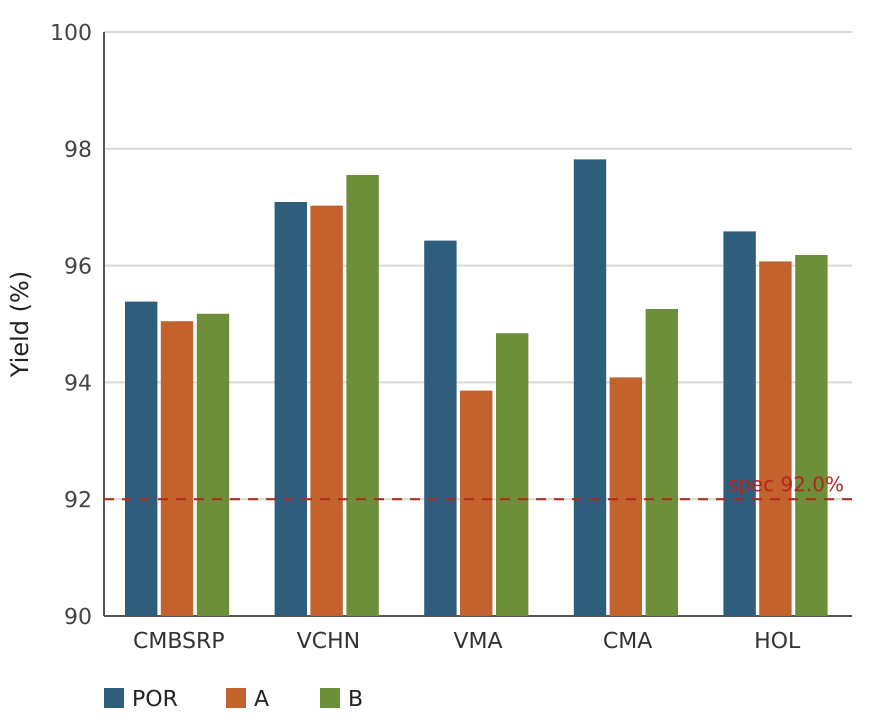 100
98
96
94
92
90
Yield (%)
spec 92.0%
CMBSRP VCHN VMA CMA HOL
POR A B